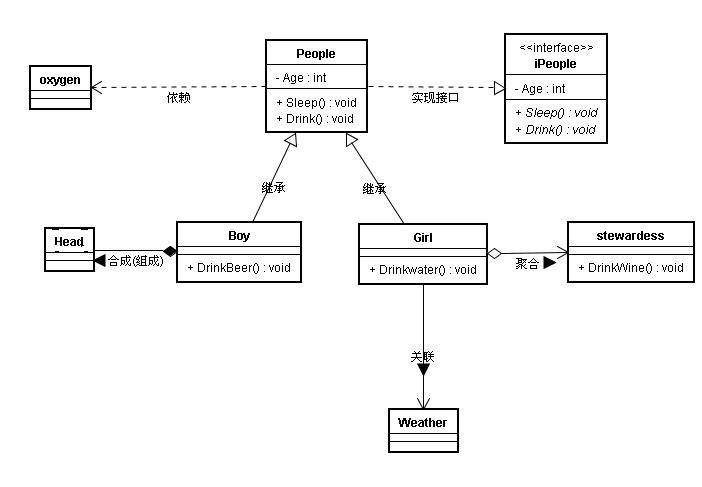 People
- Age : int
+ Sleep() : void
+ Drink() : void
<<interface>>
iPeople
- Age : int
+ Sleep() : void
+ Drink() : void
oxygen
依赖
实现接口
继承
继承
Head
合成(组成)
Boy
+ DrinkBeer() : void
Girl
+ Drinkwater() : void
聚合
stewardess
+ DrinkWine() : void
关联
Weather